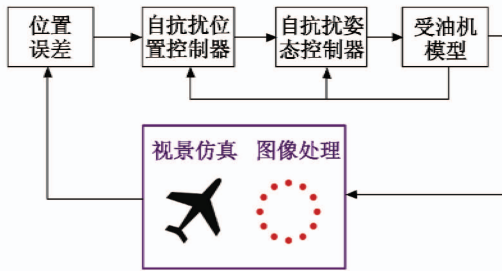 位置
误差
自抗扰位
置控制器
自抗扰姿
态控制器
受油机
模型
视景仿真 图像处理